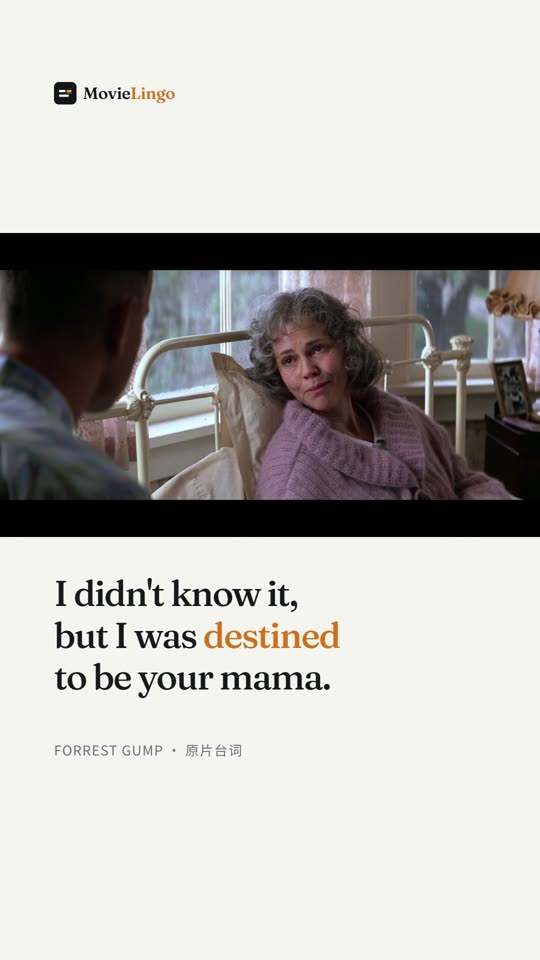 MovieLingo
I didn't know it,
but I was destined
to be your mama.
FORREST GUMP • 原片台词